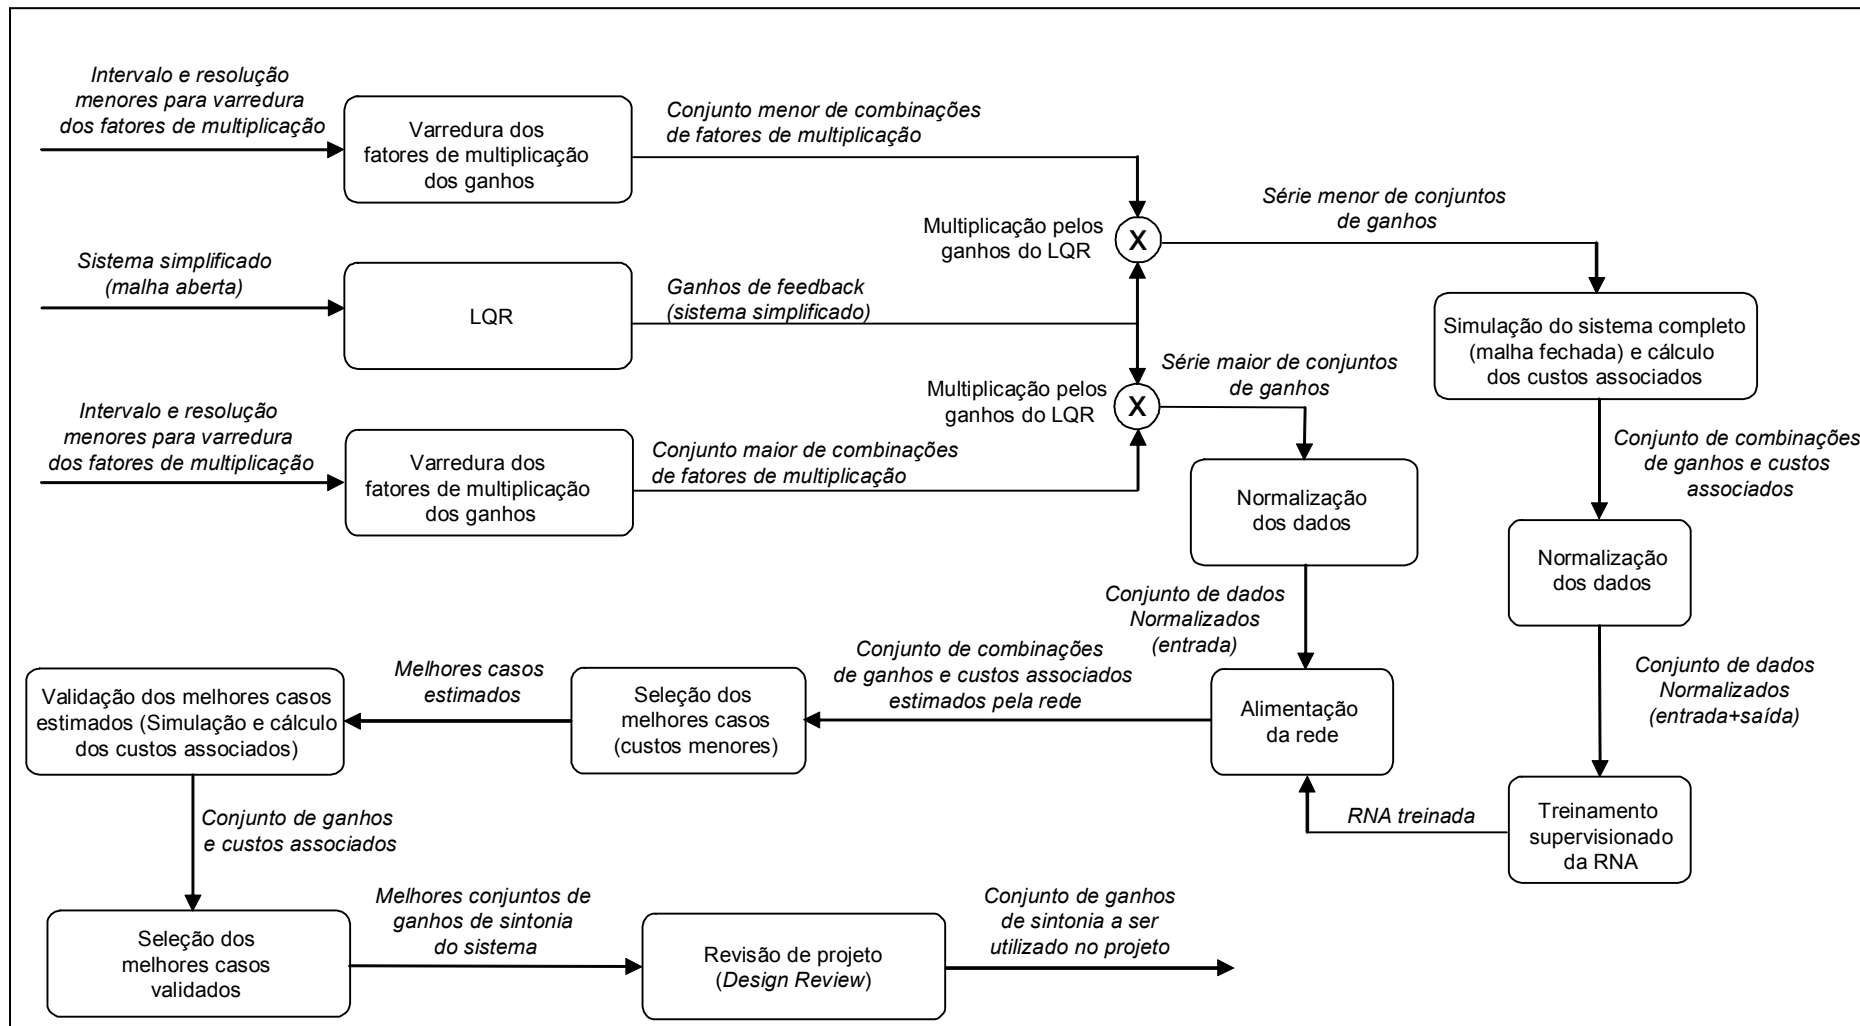 Intervalo e resolução
menores para varredura
dos fatores de multiplicação
Varredura dos
fatores de multiplicação
dos ganhos
Conjunto menor de combinações
de fatores de multiplicação
Multiplicação pelos
ganhos do LQR
X
Série menor de conjuntos
de ganhos
Sistema simplificado
(malha aberta)
LQR
Ganhos de feedback
(sistema simplificado)
Simulação do sistema completo
(malha fechada) e cálculo
dos custos associados
Intervalo e resolução
menores para varredura
dos fatores de multiplicação
Varredura dos
fatores de multiplicação
dos ganhos
Conjunto maior de combinações
de fatores de multiplicação
Multiplicação pelos
ganhos do LQR
X
Série maior de conjuntos
de ganhos
Conjunto de combinações
de ganhos e custos
associados
Normalização
dos dados
Normalização
dos dados
Conjunto de dados
Normalizados
(entrada)
Conjunto de dados
Normalizados
(entrada+saída)
Validação dos melhores casos
estimados (Simulação e cálculo
dos custos associados)
Melhores casos
estimados
Seleção dos
melhores casos
(custos menores)
Conjunto de combinações
de ganhos e custos associados
estimados pela rede
Alimentação
da rede
RNA treinada
Treinamento
supervisionado
da RNA
Conjunto de ganhos
e custos associados
Seleção dos
melhores casos
validados
Melhores conjuntos de
ganhos de sintonia
do sistema
Revisão de projeto
(Design Review)
Conjunto de ganhos
de sintonia a ser
utilizado no projeto